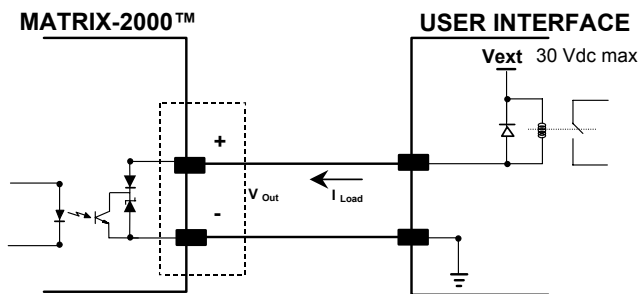 MATRIX-2000™
USER INTERFACE
Vext 30 Vdc max
+
V Out
I Load
-